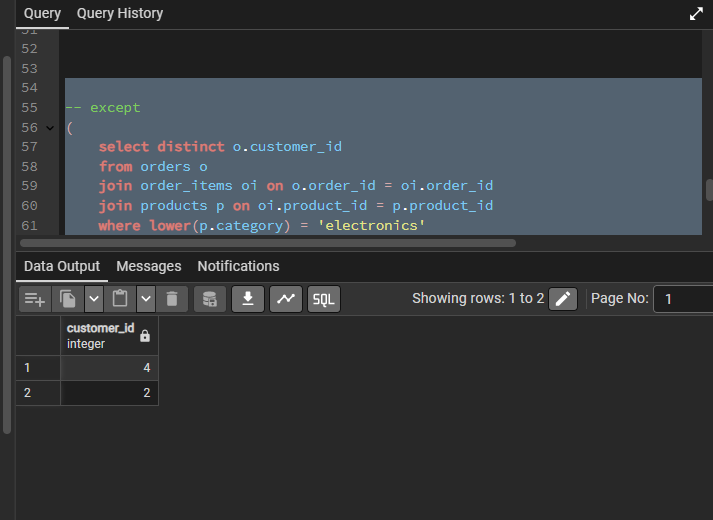 Query Query History
51
52
53
54
55 -- except
56 (
57 select distinct o.customer_id
58 from orders o
59 join order_items oi on o.order_id = oi.order_id
60 join products p on oi.product_id = p.product_id
61 where lower(p.category) = 'electronics'
Data Output Messages Notifications
SQL Showing rows: 1 to 2 Page No: 1
customer_id
integer
1 4
2 2